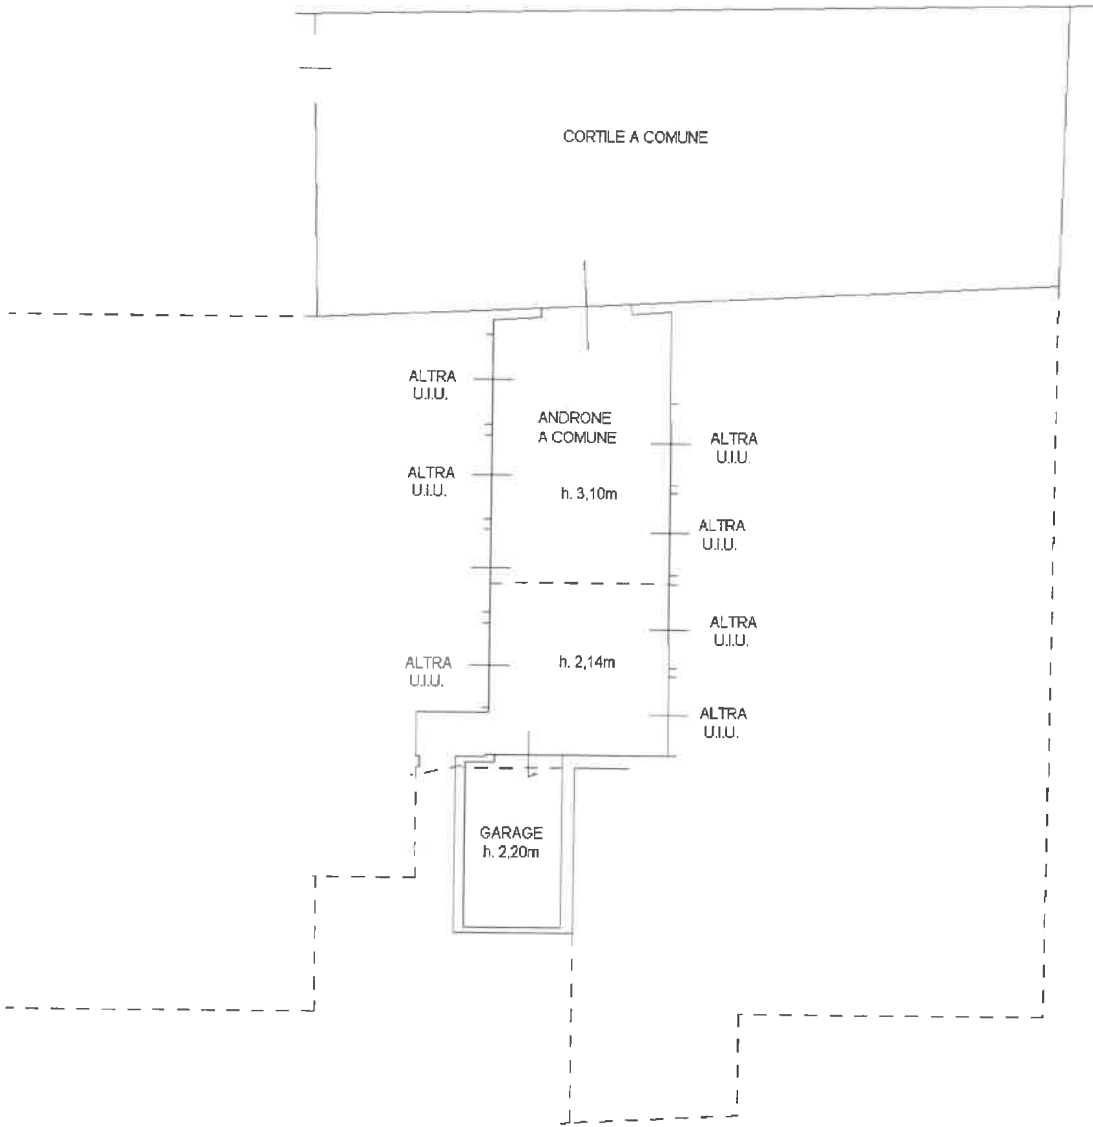 CORTILE A COMUNE
ALTRA
U.I.U.
ANDRONE
A COMUNE
ALTRA
U.I.U.
ALTRA
U.I.U.
h. 3,10m
ALTRA
U.I.U.
ALTRA
U.I.U.
ALTRA
U.I.U.
h. 2,14m
ALTRA
U.I.U.
GARAGE
h. 2,20m